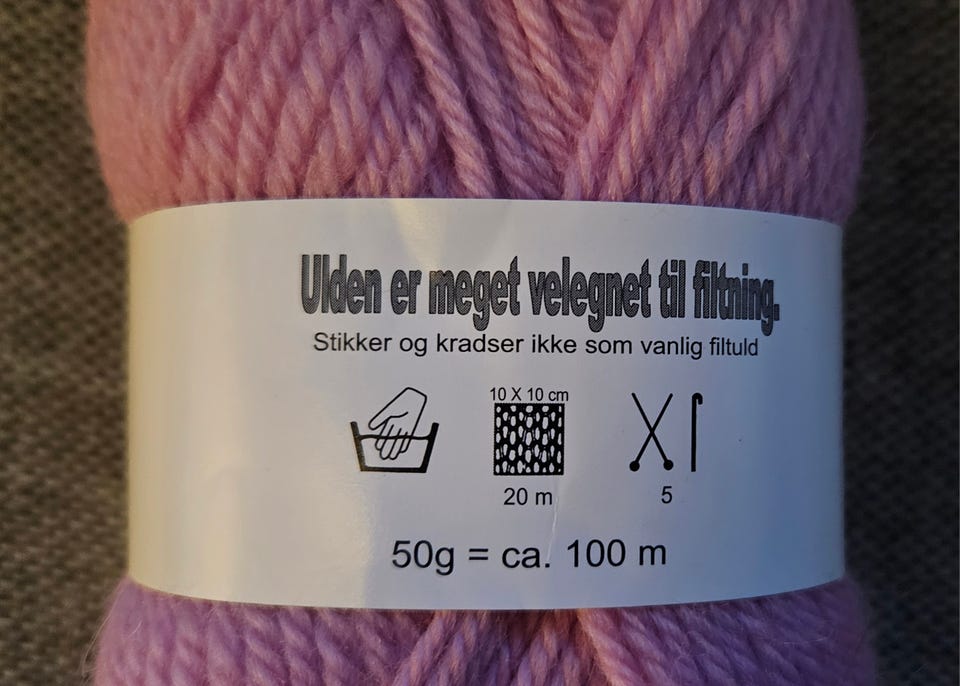 Ulden er meget velegnet til filtning.
Stikker og kradser ikke som vanlig filtuld
10 X 10 cm
20 m
5
50g = ca. 100 m